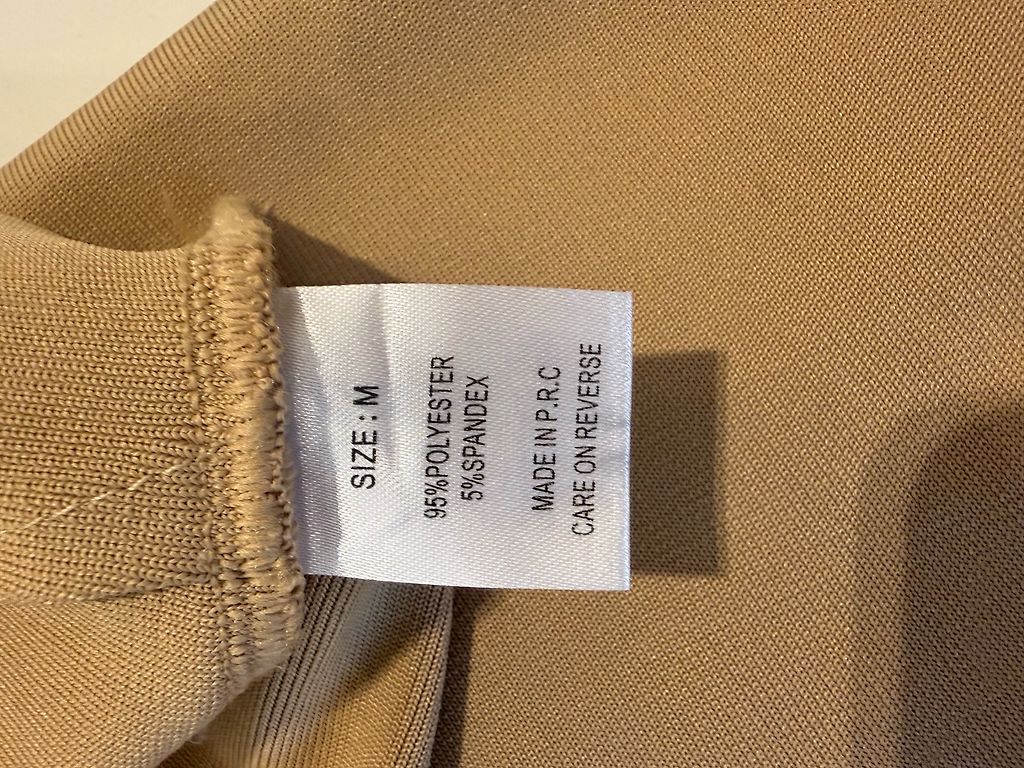 SIZE : M
95%POLYESTER
5%SPANDEX
MADE IN P.R.C
CARE ON REVERSE